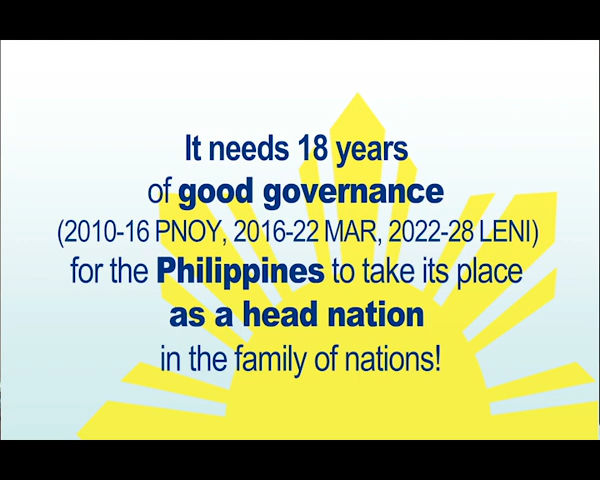 It needs 18 years
of good governance
(2010-16 PNOY, 2016-22 MAR, 2022-28 LENI)
for the Philippines to take its place
as a head nation
in the family of nations!